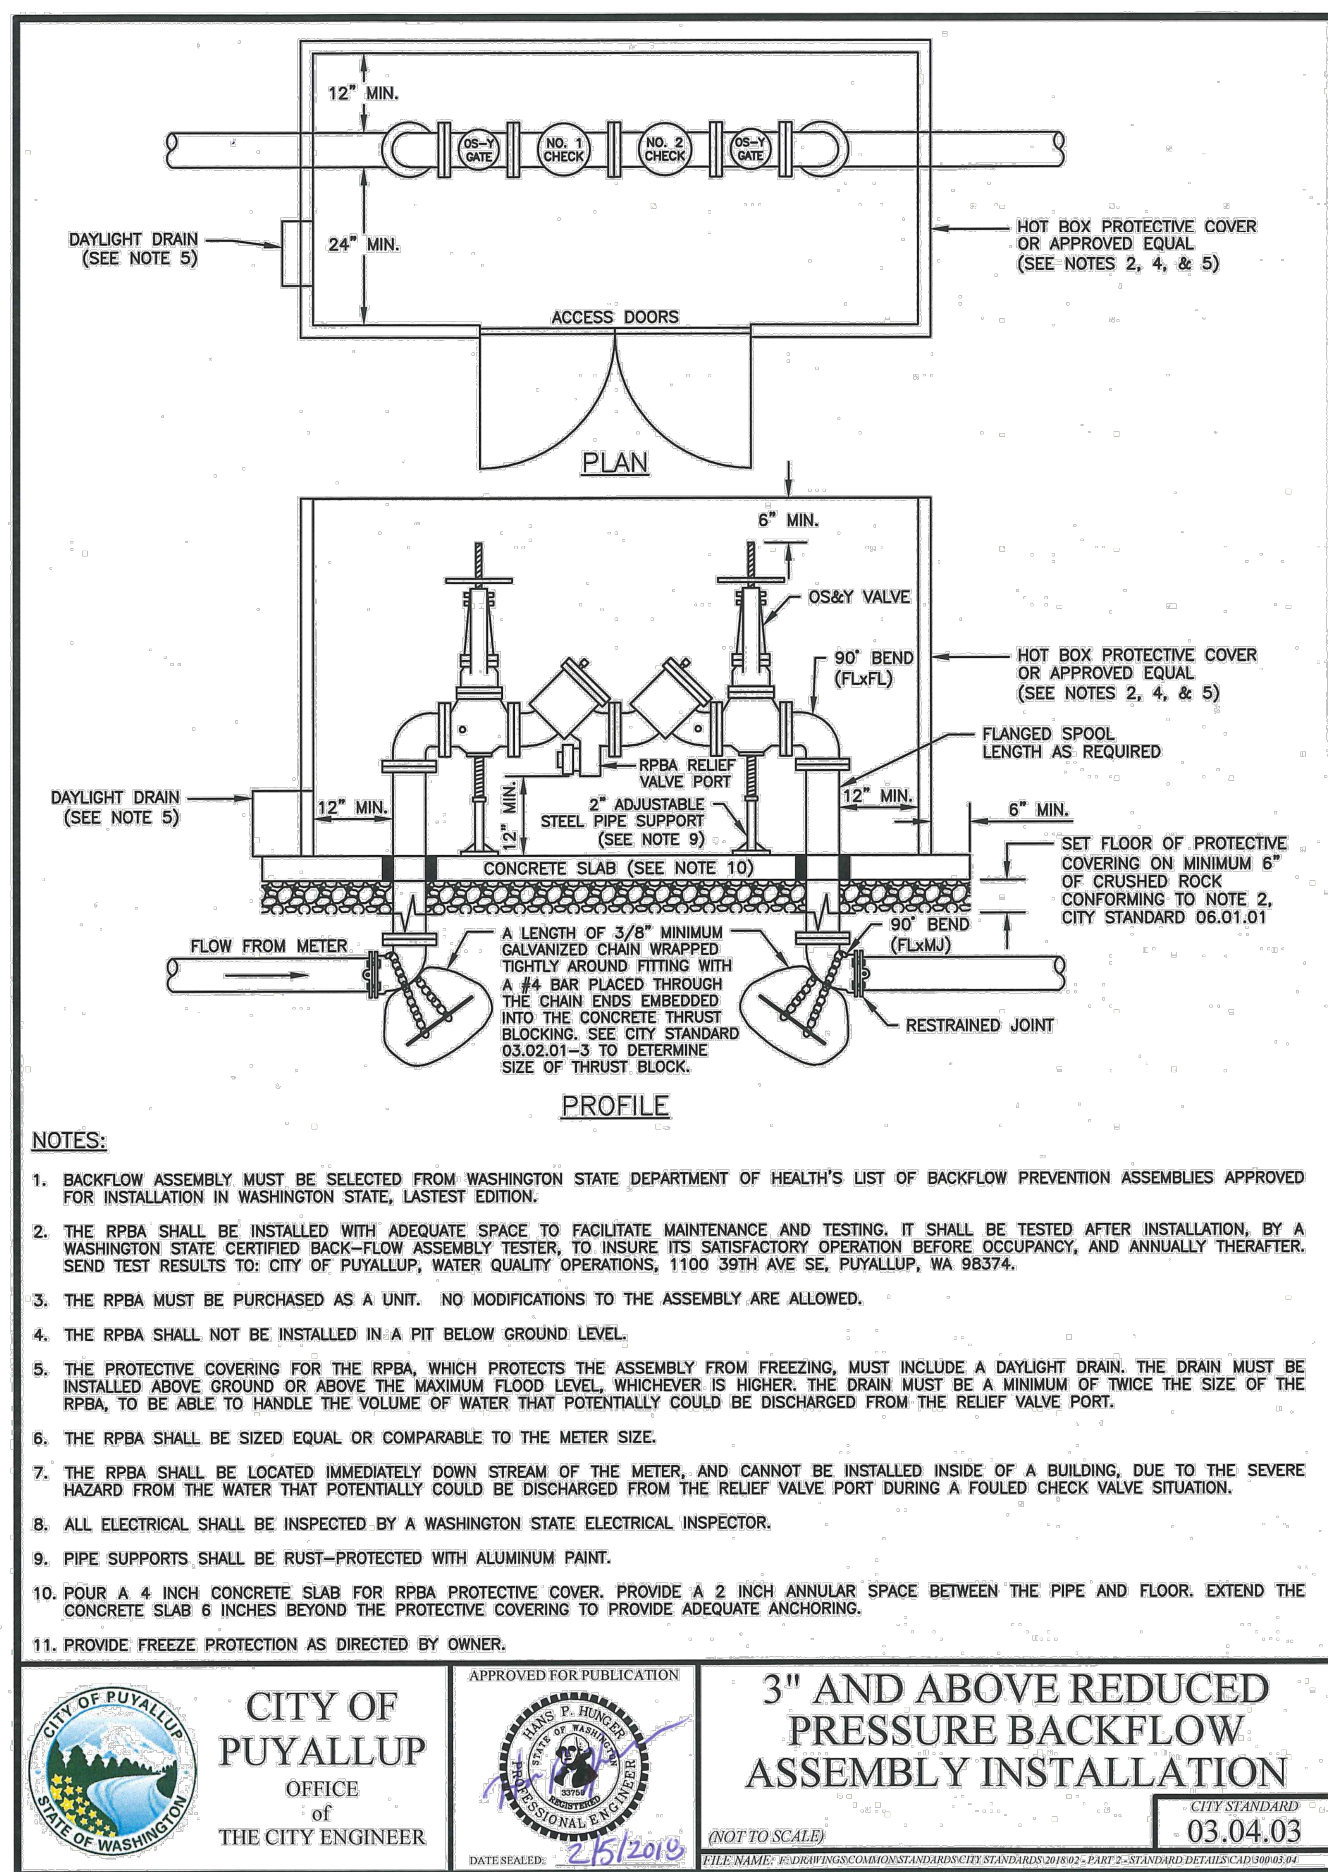 12" MIN.
OS-Y
GATE
NO. 1
CHECK
NO. 2
CHECK
OS-Y
GATE
DAYLIGHT DRAIN
(SEE NOTE 5)
24" MIN.
HOT BOX PROTECTIVE COVER
OR APPROVED EQUAL
(SEE NOTES 2, 4, & 5)
ACCESS DOORS
PLAN
6" MIN.
OS&Y VALVE
90° BEND
(FLxFL)
HOT BOX PROTECTIVE COVER
OR APPROVED EQUAL
(SEE NOTES 2, 4, & 5)
FLANGED SPOOL
LENGTH AS REQUIRED
RPBA RELIEF
VALVE PORT
DAYLIGHT DRAIN
(SEE NOTE 5)
12" MIN.
12" MIN.
2" ADJUSTABLE
STEEL PIPE SUPPORT
(SEE NOTE 9)
12" MIN.
6" MIN.
CONCRETE SLAB (SEE NOTE 10)
SET FLOOR OF PROTECTIVE
COVERING ON MINIMUM 6"
OF CRUSHED ROCK
CONFORMING TO NOTE 2,
CITY STANDARD 06.01.01
FLOW FROM METER
A LENGTH OF 3/8" MINIMUM
GALVANIZED CHAIN WRAPPED
TIGHTLY AROUND FITTING WITH
A #4 BAR PLACED THROUGH
THE CHAIN ENDS EMBEDDED
INTO THE CONCRETE THRUST
BLOCKING. SEE CITY STANDARD
03.02.01-3 TO DETERMINE
SIZE OF THRUST BLOCK.
90° BEND
(FLxMJ)
RESTRAINED JOINT
PROFILE
NOTES:
1. BACKFLOW ASSEMBLY MUST BE SELECTED FROM WASHINGTON STATE DEPARTMENT OF HEALTH'S LIST OF BACKFLOW PREVENTION ASSEMBLIES APPROVED
FOR INSTALLATION IN WASHINGTON STATE, LASTEST EDITION.
2. THE RPBA SHALL BE INSTALLED WITH ADEQUATE SPACE TO FACILITATE MAINTENANCE AND TESTING. IT SHALL BE TESTED AFTER INSTALLATION, BY A
WASHINGTON STATE CERTIFIED BACK-FLOW ASSEMBLY TESTER, TO INSURE ITS SATISFACTORY OPERATION BEFORE OCCUPANCY, AND ANNUALLY THERAFTER.
SEND TEST RESULTS TO: CITY OF PUYALLUP, WATER QUALITY OPERATIONS, 1100 39TH AVE SE, PUYALLUP, WA 98374.
3. THE RPBA MUST BE PURCHASED AS A UNIT. NO MODIFICATIONS TO THE ASSEMBLY ARE ALLOWED.
4. THE RPBA SHALL NOT BE INSTALLED IN A PIT BELOW GROUND LEVEL.
5. THE PROTECTIVE COVERING FOR THE RPBA, WHICH PROTECTS THE ASSEMBLY FROM FREEZING, MUST INCLUDE A DAYLIGHT DRAIN. THE DRAIN MUST BE
INSTALLED ABOVE GROUND OR ABOVE THE MAXIMUM FLOOD LEVEL, WHICHEVER IS HIGHER. THE DRAIN MUST BE A MINIMUM OF TWICE THE SIZE OF THE
RPBA, TO BE ABLE TO HANDLE THE VOLUME OF WATER THAT POTENTIALLY COULD BE DISCHARGED FROM THE RELIEF VALVE PORT.
6. THE RPBA SHALL BE SIZED EQUAL OR COMPARABLE TO THE METER SIZE.
7. THE RPBA SHALL BE LOCATED IMMEDIATELY DOWN STREAM OF THE METER, AND CANNOT BE INSTALLED INSIDE OF A BUILDING, DUE TO THE SEVERE
HAZARD FROM THE WATER THAT POTENTIALLY COULD BE DISCHARGED FROM THE RELIEF VALVE PORT DURING A FOULED CHECK VALVE SITUATION.
8. ALL ELECTRICAL SHALL BE INSPECTED BY A WASHINGTON STATE ELECTRICAL INSPECTOR.
9. PIPE SUPPORTS SHALL BE RUST-PROTECTED WITH ALUMINUM PAINT.
10. POUR A 4 INCH CONCRETE SLAB FOR RPBA PROTECTIVE COVER. PROVIDE A 2 INCH ANNULAR SPACE BETWEEN THE PIPE AND FLOOR. EXTEND THE
CONCRETE SLAB 6 INCHES BEYOND THE PROTECTIVE COVERING TO PROVIDE ADEQUATE ANCHORING.
11. PROVIDE FREEZE PROTECTION AS DIRECTED BY OWNER.
CITY OF PUYALLUP
STATE OF WASHINGTON
CITY OF
PUYALLUP
OFFICE
of
THE CITY ENGINEER
APPROVED FOR PUBLICATION
HANS P. HUNGER
STATE OF WASHINGTON
33750
REGISTERED
PROFESSIONAL ENGINEER
DATE SEALED: 2/5/2018
3" AND ABOVE REDUCED
PRESSURE BACKFLOW
ASSEMBLY INSTALLATION
(NOT TO SCALE)
CITY STANDARD
03.04.03
FILE NAME: F:\DRAWINGS\COMMON\STANDARDS\CITY STANDARDS\2018\02 - PART 2 - STANDARD DETAILS\CAD\300\03.04